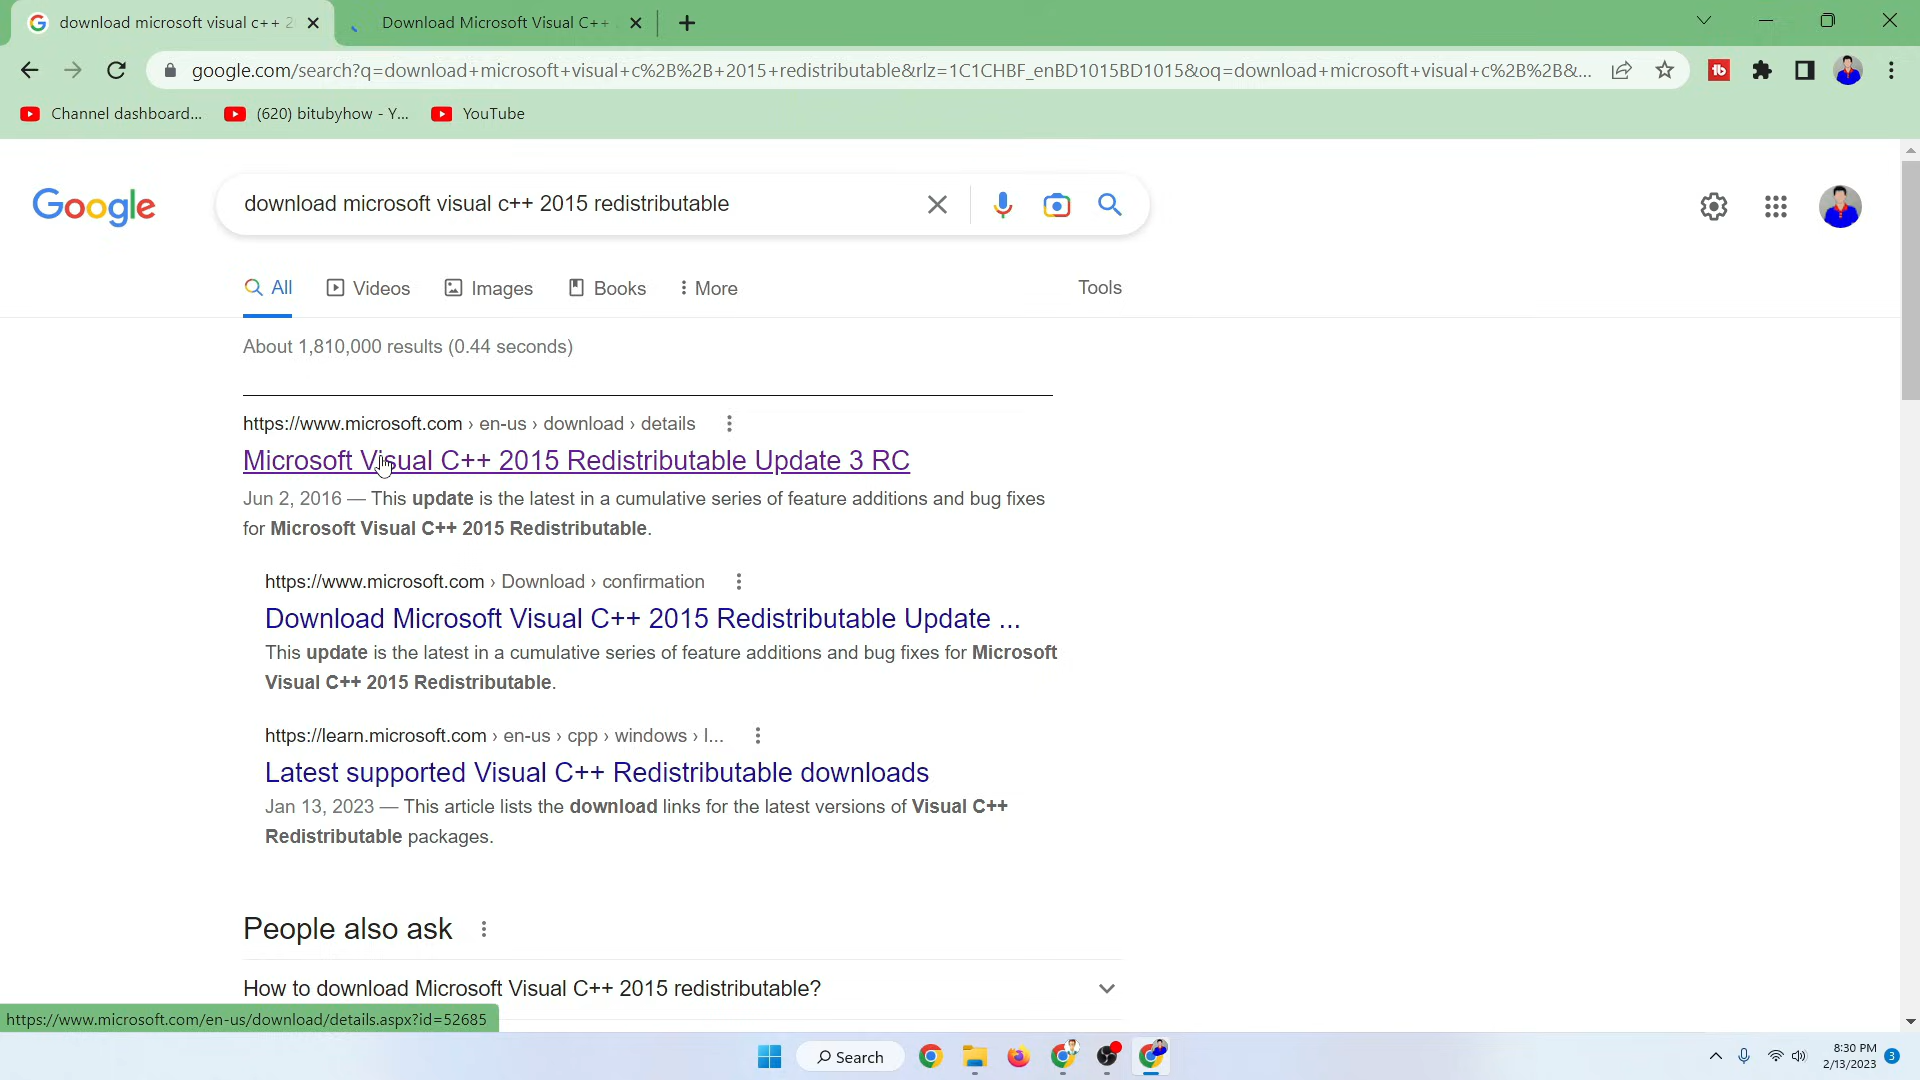 download microsoft visual c++ 2
Download Microsoft Visual C++
google.com/search?q=download+microsoft+visual+c%2B%2B+2015+redistributable&rlz=1C1CHBF_enBD1015BD1015&oq=download+microsoft+visual+c%2B%2B&...
Channel dashboard...
(620) bitubyhow - Y...
YouTube
Google
download microsoft visual c++ 2015 redistributable
All
Videos
Images
Books
More
Tools
About 1,810,000 results (0.44 seconds)
https://www.microsoft.com › en-us › download › details
Microsoft Visual C++ 2015 Redistributable Update 3 RC
Jun 2, 2016 — This update is the latest in a cumulative series of feature additions and bug fixes
for Microsoft Visual C++ 2015 Redistributable.
https://www.microsoft.com › Download › confirmation
Download Microsoft Visual C++ 2015 Redistributable Update ...
This update is the latest in a cumulative series of feature additions and bug fixes for Microsoft
Visual C++ 2015 Redistributable.
https://learn.microsoft.com › en-us › cpp › windows › l...
Latest supported Visual C++ Redistributable downloads
Jan 13, 2023 — This article lists the download links for the latest versions of Visual C++
Redistributable packages.
People also ask
How to download Microsoft Visual C++ 2015 redistributable?
https://www.microsoft.com/en-us/download/details.aspx?id=52685
Search
8:30 PM
2/13/2023
3